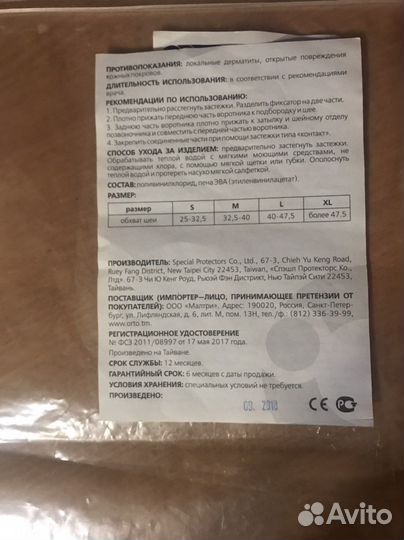 ПРОТИВОПОКАЗАНИЯ: локальные дерматиты, открытые повреждения
кожных покровов.
ДЛИТЕЛЬНОСТЬ ИСПОЛЬЗОВАНИЯ: в соответствии с рекомендациями
врача.
РЕКОМЕНДАЦИИ ПО ИСПОЛЬЗОВАНИЮ:
1. Предварительно расстегнуть застежки. Разделить фиксатор на две части.
2. Плотно прижать переднюю часть воротника к подбородку и шее.
3. Заднюю часть воротника плотно прижать к затылку и шейному отделу
позвоночника и совместить с передней частью воротника.
4. Закрепить соединенные части при помощи застежки типа «контакт».
СПОСОБ УХОДА ЗА ИЗДЕЛИЕМ: предварительно застегнуть застежки.
Обрабатывать теплой водой с мягкими моющими средствами, не
содержащими хлора, с помощью мягкой щетки или губки. Ополоснуть
теплой водой и протереть насухо мягкой салфеткой.
СОСТАВ: поливинилхлорид, пена ЭВА (этиленвинилацетат).
РАЗМЕР:
размер S M L XL
обхват шеи 25-32,5 32,5-40 40-47,5 более 47.5
ПРОИЗВОДИТЕЛЬ: Special Protectors Co., Ltd., 67-3, Chieh Yu Keng Road,
Ruey Fang District, New Taipei City 22453, Taiwan, «Спэшл Протекторс Ко.,
Лтд». 67-3 Чи Ю Кенг Роуд, Рьюэй Фэн Дистрикт, Нью Тайпэй Сити 22453,
Тайвань.
ПОСТАВЩИК (ИМПОРТЕР—ЛИЦО, ПРИНИМАЮЩЕЕ ПРЕТЕНЗИИ ОТ
ПОКУПАТЕЛЯ): ООО «Малтри». Адрес: 190020, Россия, Санкт-Петер-
бург, ул. Лифляндская, д. 6, лит. М, пом. 13Н, тел./ф. (812) 336-39-99,
www.orto.tm.
РЕГИСТРАЦИОННОЕ УДОСТОВЕРЕНИЕ
№ ФСЗ 2011/08997 от 17 мая 2017 года.
Произведено на Тайване.
СРОК СЛУЖБЫ: 12 месяцев.
ГАРАНТИЙНЫЙ СРОК: 6 месяцев с даты продажи.
УСЛОВИЯ ХРАНЕНИЯ: специальных условий не требуется.
ПРОИЗВЕДЕНО:
09. 2018
CE
Avito